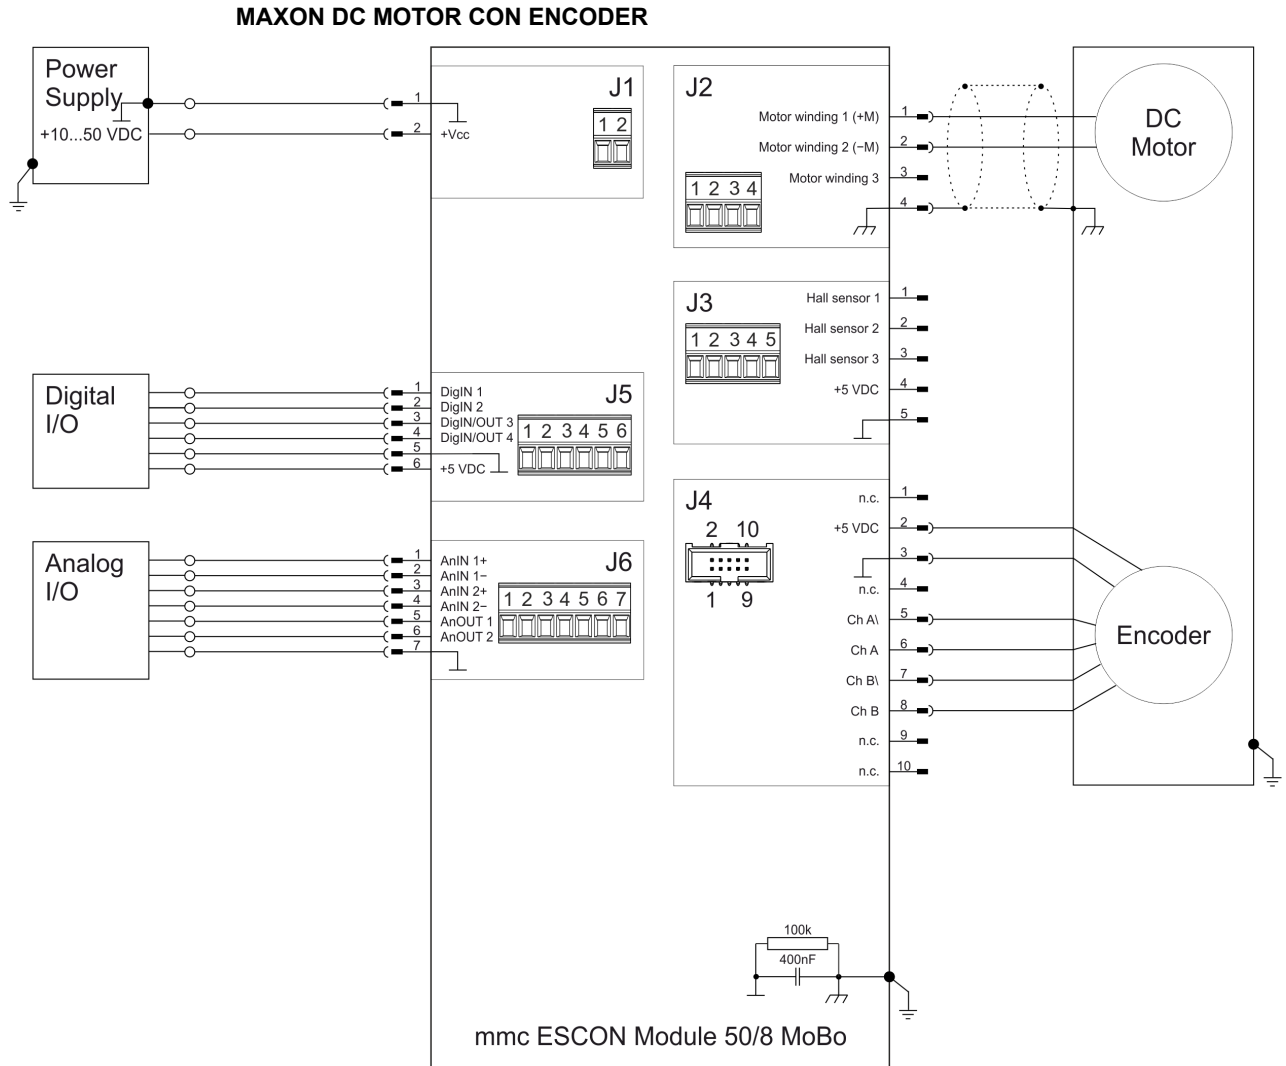 MAXON DC MOTOR CON ENCODER
Power
Supply
+10...50 VDC
1
2
+Vcc
J1
1 2
J2
Motor winding 1 (+M)
1
Motor winding 2 (−M)
2
Motor winding 3
3
4
1 2 3 4
DC
Motor
J3
Hall sensor 1
1
Hall sensor 2
2
Hall sensor 3
3
+5 VDC
4
5
1 2 3 4 5
Digital
I/O
1
DigIN 1
2
DigIN 2
3
DigIN/OUT 3
4
DigIN/OUT 4
5
6
+5 VDC
J5
1 2 3 4 5 6
J4
2 10
1 9
n.c.
1
+5 VDC
2
3
n.c.
4
Ch A\
5
Ch A
6
Ch B\
7
Ch B
8
n.c.
9
n.c.
10
Encoder
Analog
I/O
1
AnIN 1+
2
AnIN 1−
3
AnIN 2+
4
AnIN 2−
5
AnOUT 1
6
AnOUT 2
7
J6
1 2 3 4 5 6 7
100k
400nF
mmc ESCON Module 50/8 MoBo